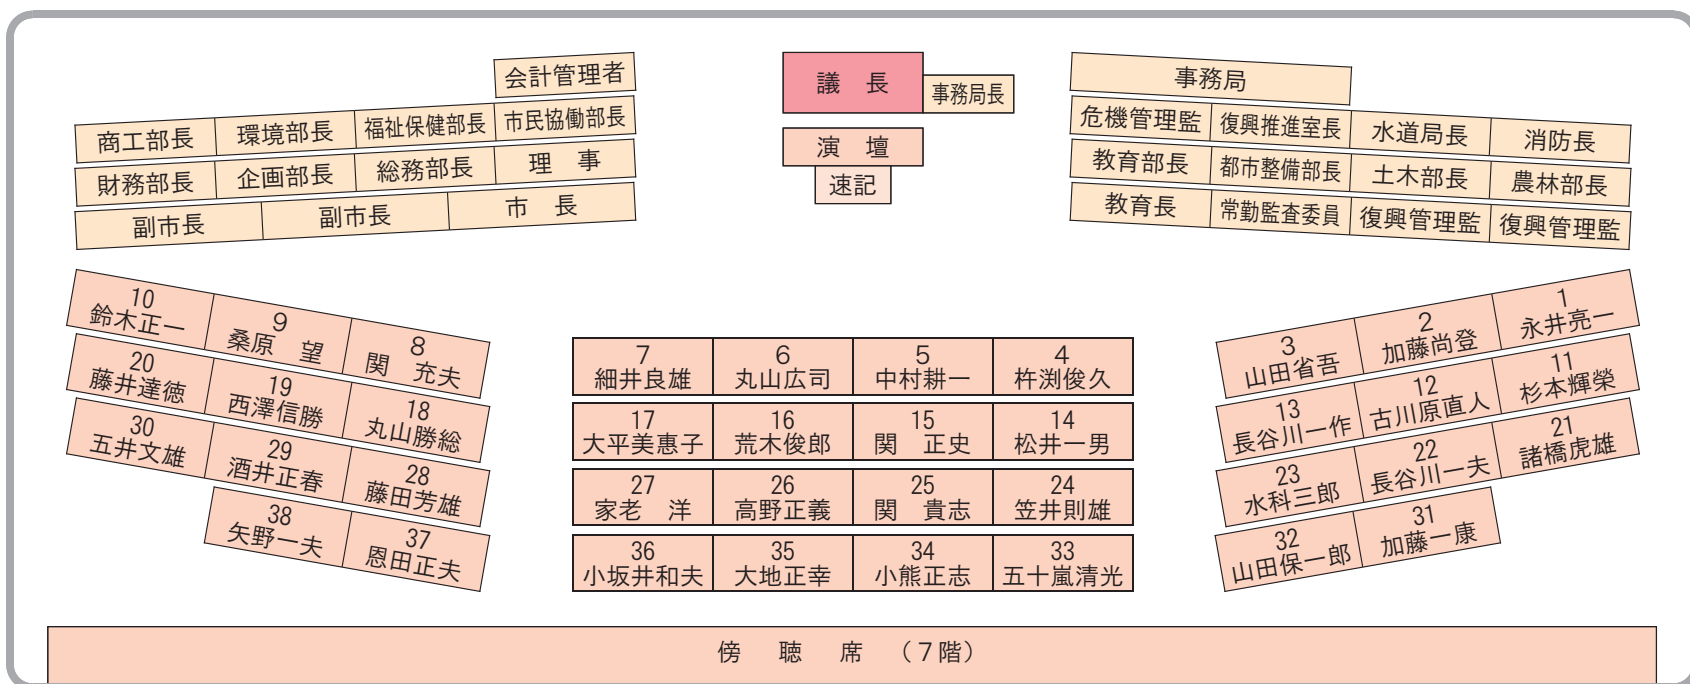 会計管理者
商工部長 環境部長 福祉保健部長 市民協働部長
財務部長 企画部長 総務部長 理 事
副市長 副市長 市 長
議 長
事務局長
演 壇
速記
事務局
危機管理監 復興推進室長 水道局長 消防長
教育部長 都市整備部長 土木部長 農林部長
教育長 常勤監査委員 復興管理監 復興管理監
10 9 8
鈴木正一 桑原 望 関 充夫
20 19 18
藤井達徳 西澤信勝 丸山勝総
30 29 28
五井文雄 酒井正春 藤田芳雄
38 37
矢野一夫 恩田正夫
7 6 5 4
細井良雄 丸山広司 中村耕一 杵渕俊久
17 16 15 14
大平美惠子 荒木俊郎 関 正史 松井一男
27 26 25 24
家老 洋 高野正義 関 貴志 笠井則雄
36 35 34 33
小坂井和夫 大地正幸 小熊正志 五十嵐清光
3 2 1
山田省吾 加藤尚登 永井亮一
13 12 11
長谷川一作 古川原直人 杉本輝榮
23 22 21
水科三郎 長谷川一夫 諸橋虎雄
32 31
山田保一郎 加藤一康
傍 聴 席 (7階)